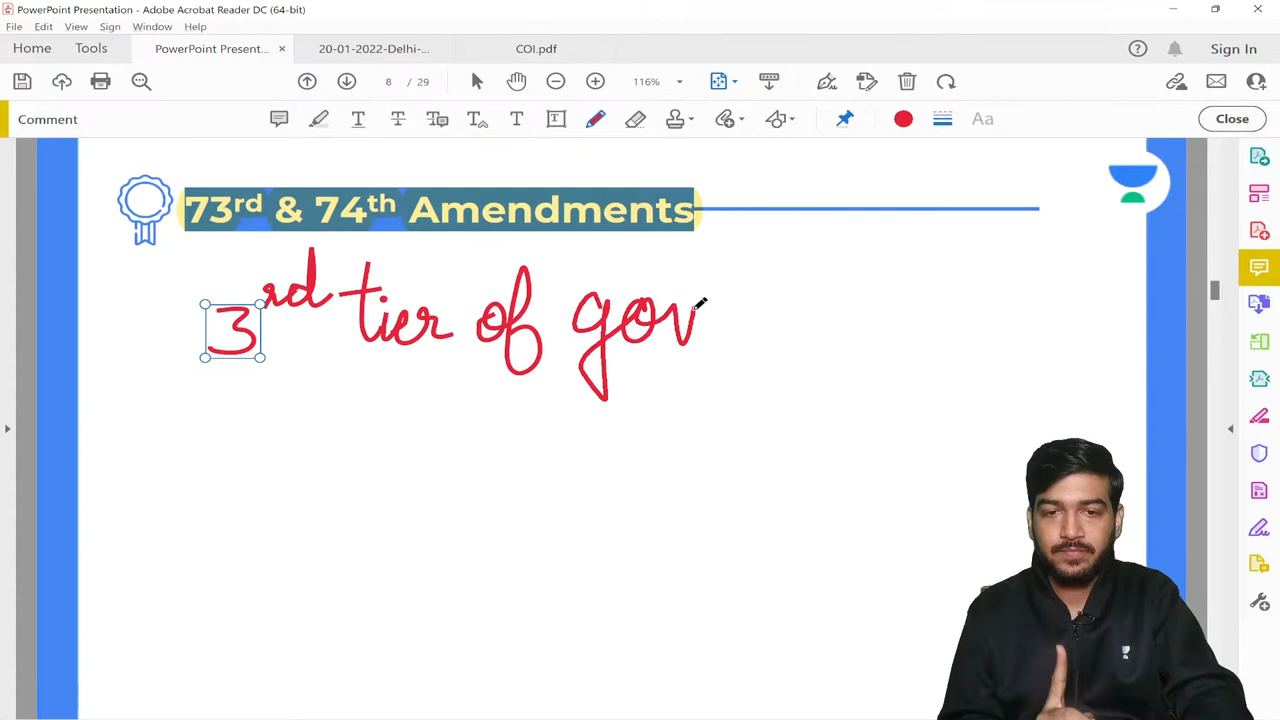 PowerPoint Presentation - Adobe Acrobat Reader DC (64-bit)
File Edit View Sign Window Help
Home Tools PowerPoint Present... × 20-01-2022-Delhi-... COI.pdf Sign In
8 / 29 116%
Comment Aa Close
73rd & 74th Amendments
3rd tier of gov